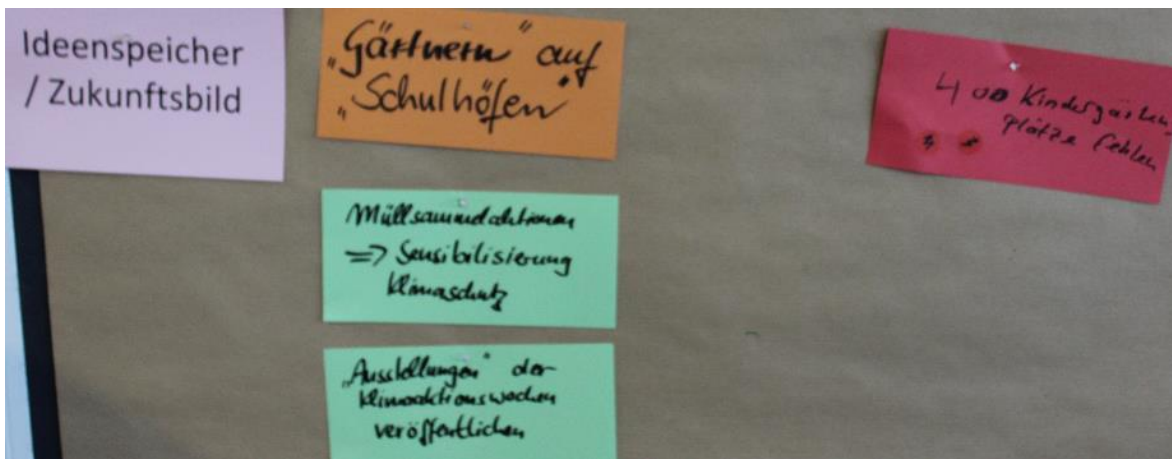 Ideenspeicher
/ Zukunftsbild
„Gärtnern“ auf
„Schulhöfen“
Müllsammelaktionen
=> Sensibilisierung
Klimaschutz
„Ausstellungen“ der
Klimaaktionswochen
veröffentlichen
400 Kindergarten
plätze fehlen